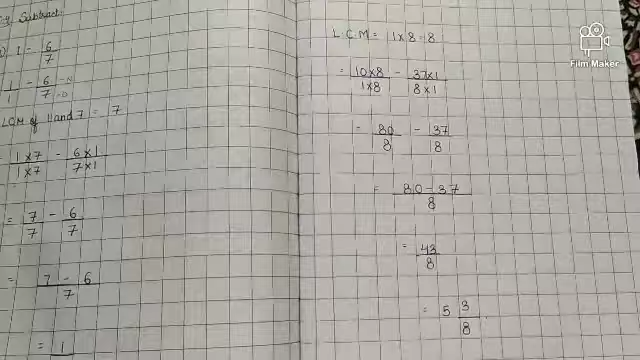 Subtract:
1 - 6/7
1/1 - 6/7
LCM of 1 and 7 = 7
1×7/1×7 - 6×1/7×1
= 7/7 - 6/7
= 7 - 6/7
= 1
L.C.M = 1×8=8
= 10×8/1×8 - 37×1/8×1
= 80/8 - 37/8
= 80-37/8
= 43/8
= 5 3/8
Film Maker